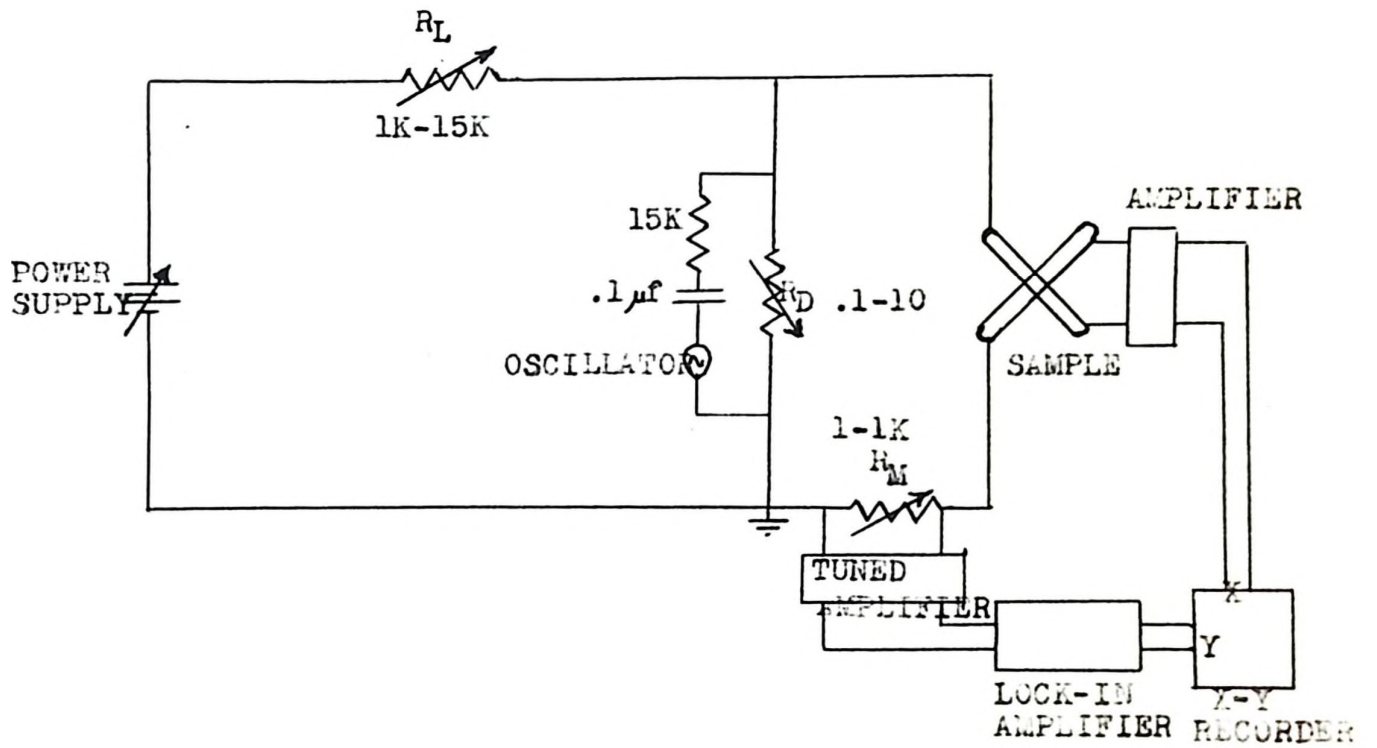 R_L
1K-15K
POWER
SUPPLY
15K
.1μf
OSCILLATOR
R_D .1-10
AMPLIFIER
SAMPLE
1-1K
R_M
TUNED
AMPLIFIER
LOCK-IN
AMPLIFIER
X
Y
X-Y
RECORDER